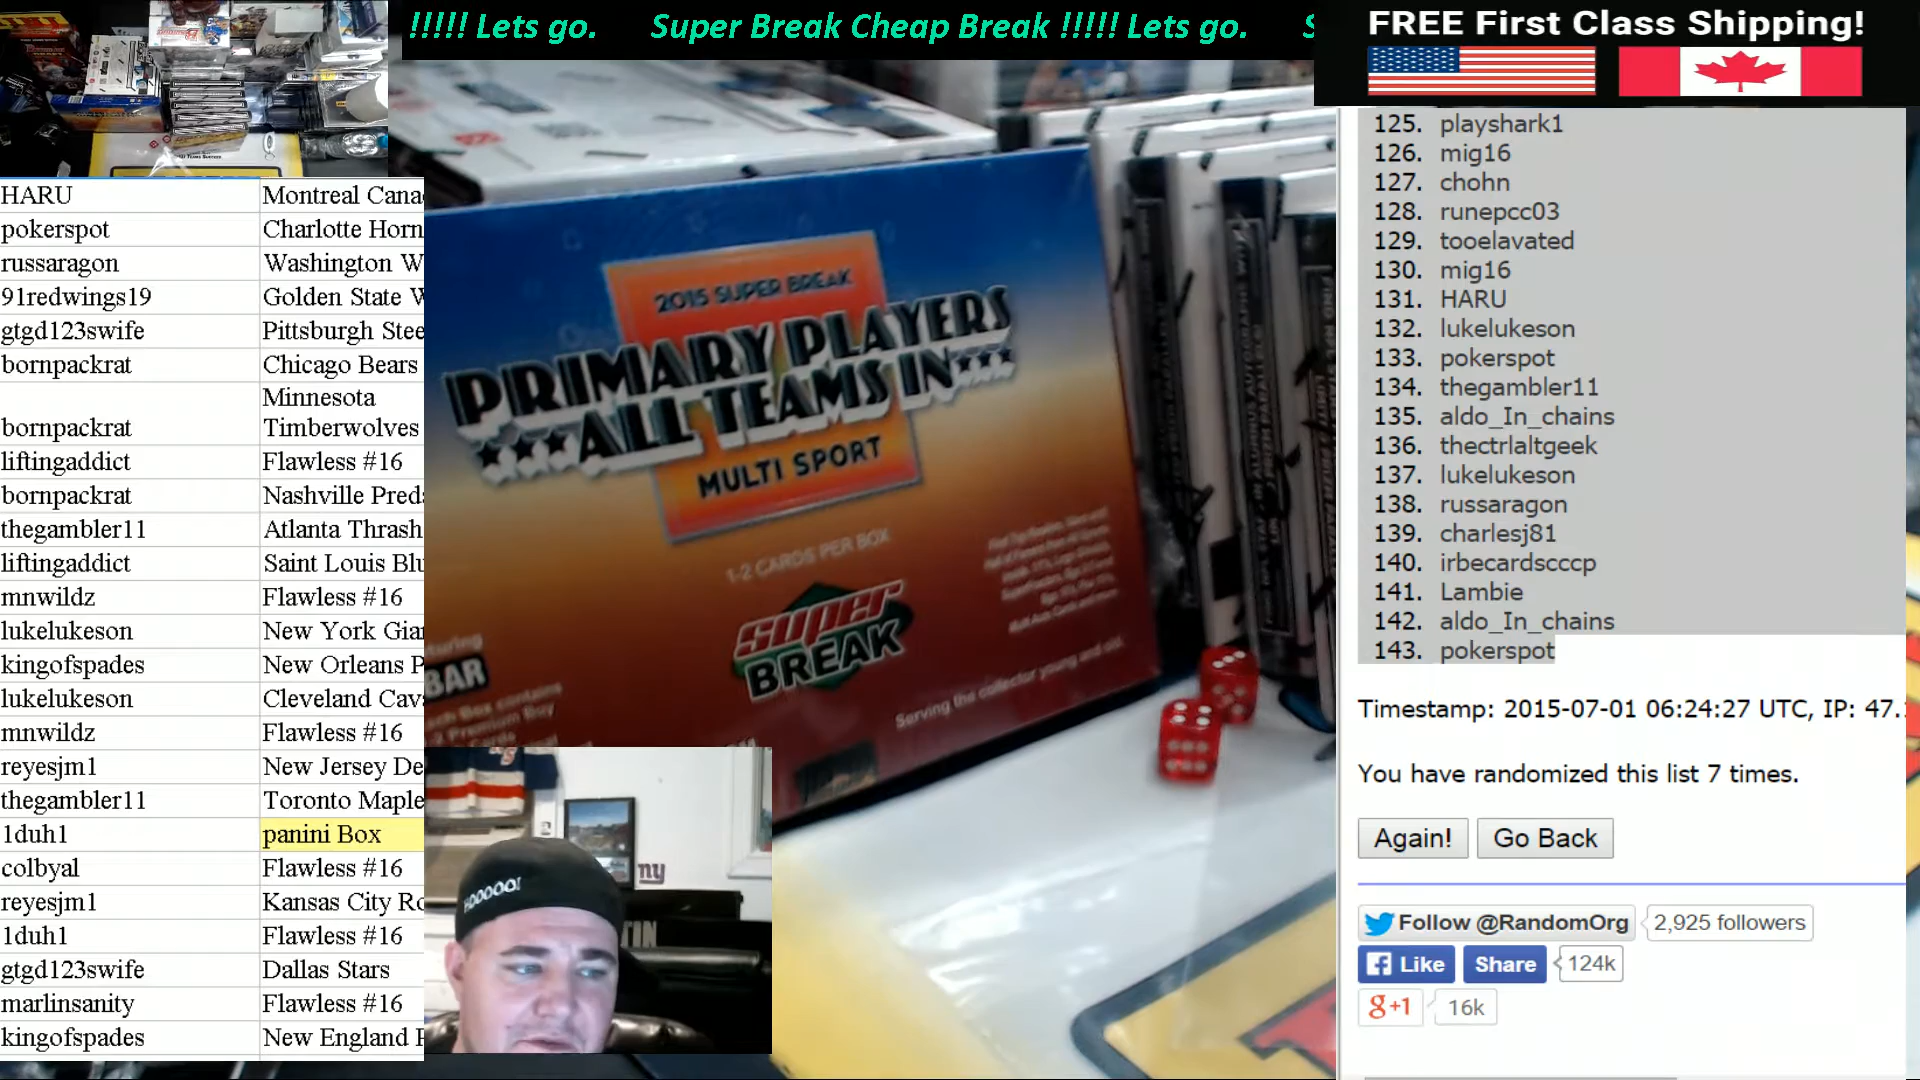 !!!!! Lets go. Super Break Cheap Break !!!!! Lets go. S
FREE First Class Shipping!
HARU Montreal Cana
pokerspot Charlotte Horn
russaragon Washington W
91redwings19 Golden State W
gtgd123swife Pittsburgh Stee
bornpackrat Chicago Bears
bornpackrat Minnesota
Timberwolves
liftingaddict Flawless #16
bornpackrat Nashville Pred
thegambler11 Atlanta Thrash
liftingaddict Saint Louis Blu
mnwildz Flawless #16
lukelukeson New York Gia
kingofspades New Orleans P
lukelukeson Cleveland Cav
mnwildz Flawless #16
reyesjm1 New Jersey De
thegambler11 Toronto Maple
1duh1 panini Box
colbyal Flawless #16
reyesjm1 Kansas City Ro
1duh1 Flawless #16
gtgd123swife Dallas Stars
marlinsanity Flawless #16
kingofspades New England P
2015 SUPER BREAK
PRIMARY PLAYERS
ALL TEAMS IN
MULTI SPORT
1-2 CARDS PER BOX
super
BREAK
Serving the collector young and old.
BAR
HOOOOO!
ny
125. playshark1
126. mig16
127. chohn
128. runepcc03
129. tooelavated
130. mig16
131. HARU
132. lukelukeson
133. pokerspot
134. thegambler11
135. aldo_In_chains
136. thectrlaltgeek
137. lukelukeson
138. russaragon
139. charlesj81
140. irbecardscccp
141. Lambie
142. aldo_In_chains
143. pokerspot
Timestamp: 2015-07-01 06:24:27 UTC, IP: 47.
You have randomized this list 7 times.
Again! Go Back
Follow @RandomOrg 2,925 followers
Like Share 124k
g+1 16k